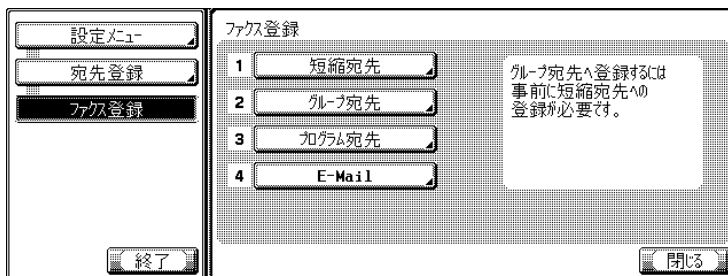 設定メニュー
宛先登録
ファクス登録
終了
ファクス登録
1 短縮宛先
2 グループ宛先
3 プログラム宛先
4 E-Mail
グループ宛先へ登録するには
事前に短縮宛先への
登録が必要です。
閉じる